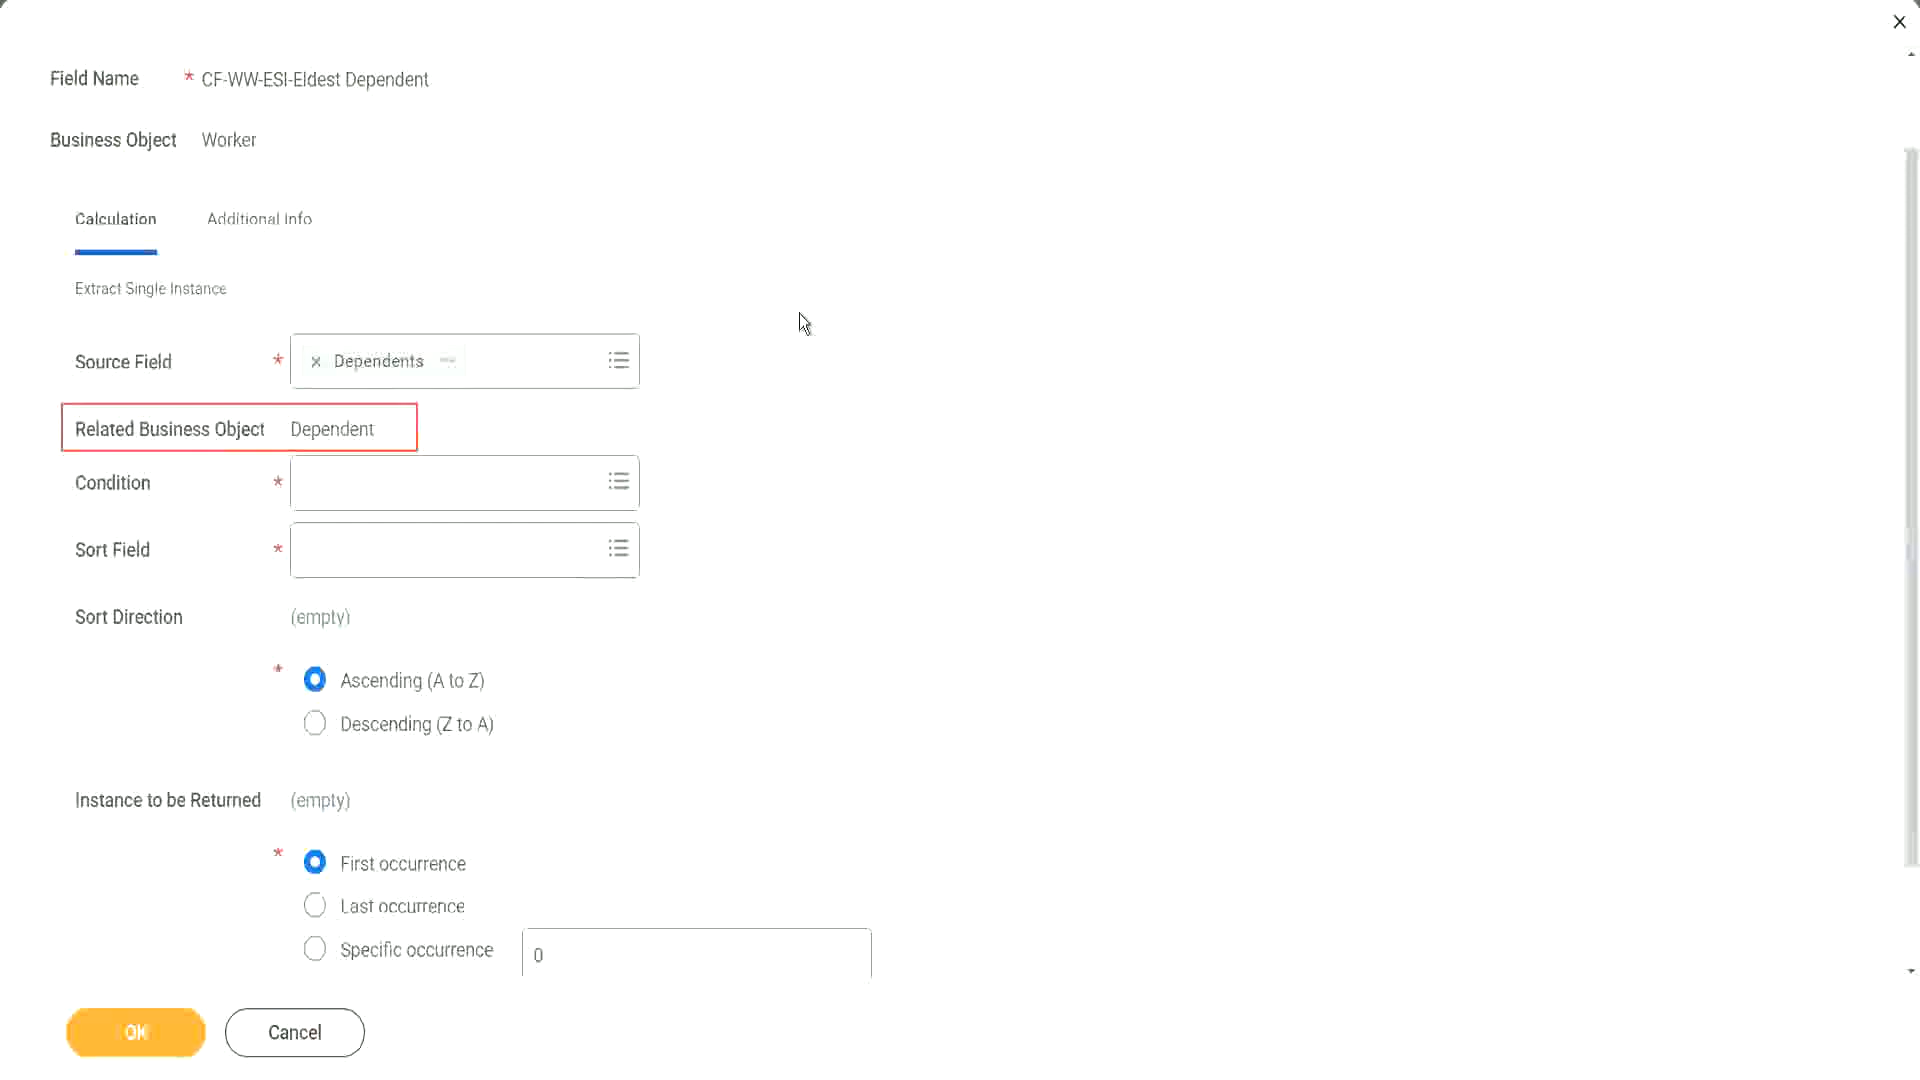 Field Name * CF-WW-ESI-Eldest Dependent
Business Object Worker
Calculation Additional Info
Extract Single Instance
Source Field * × Dependents
Related Business Object Dependent
Condition *
Sort Field *
Sort Direction (empty)
* Ascending (A to Z)
Descending (Z to A)
Instance to be Returned (empty)
* First occurrence
Last occurrence
Specific occurrence 0
OK Cancel